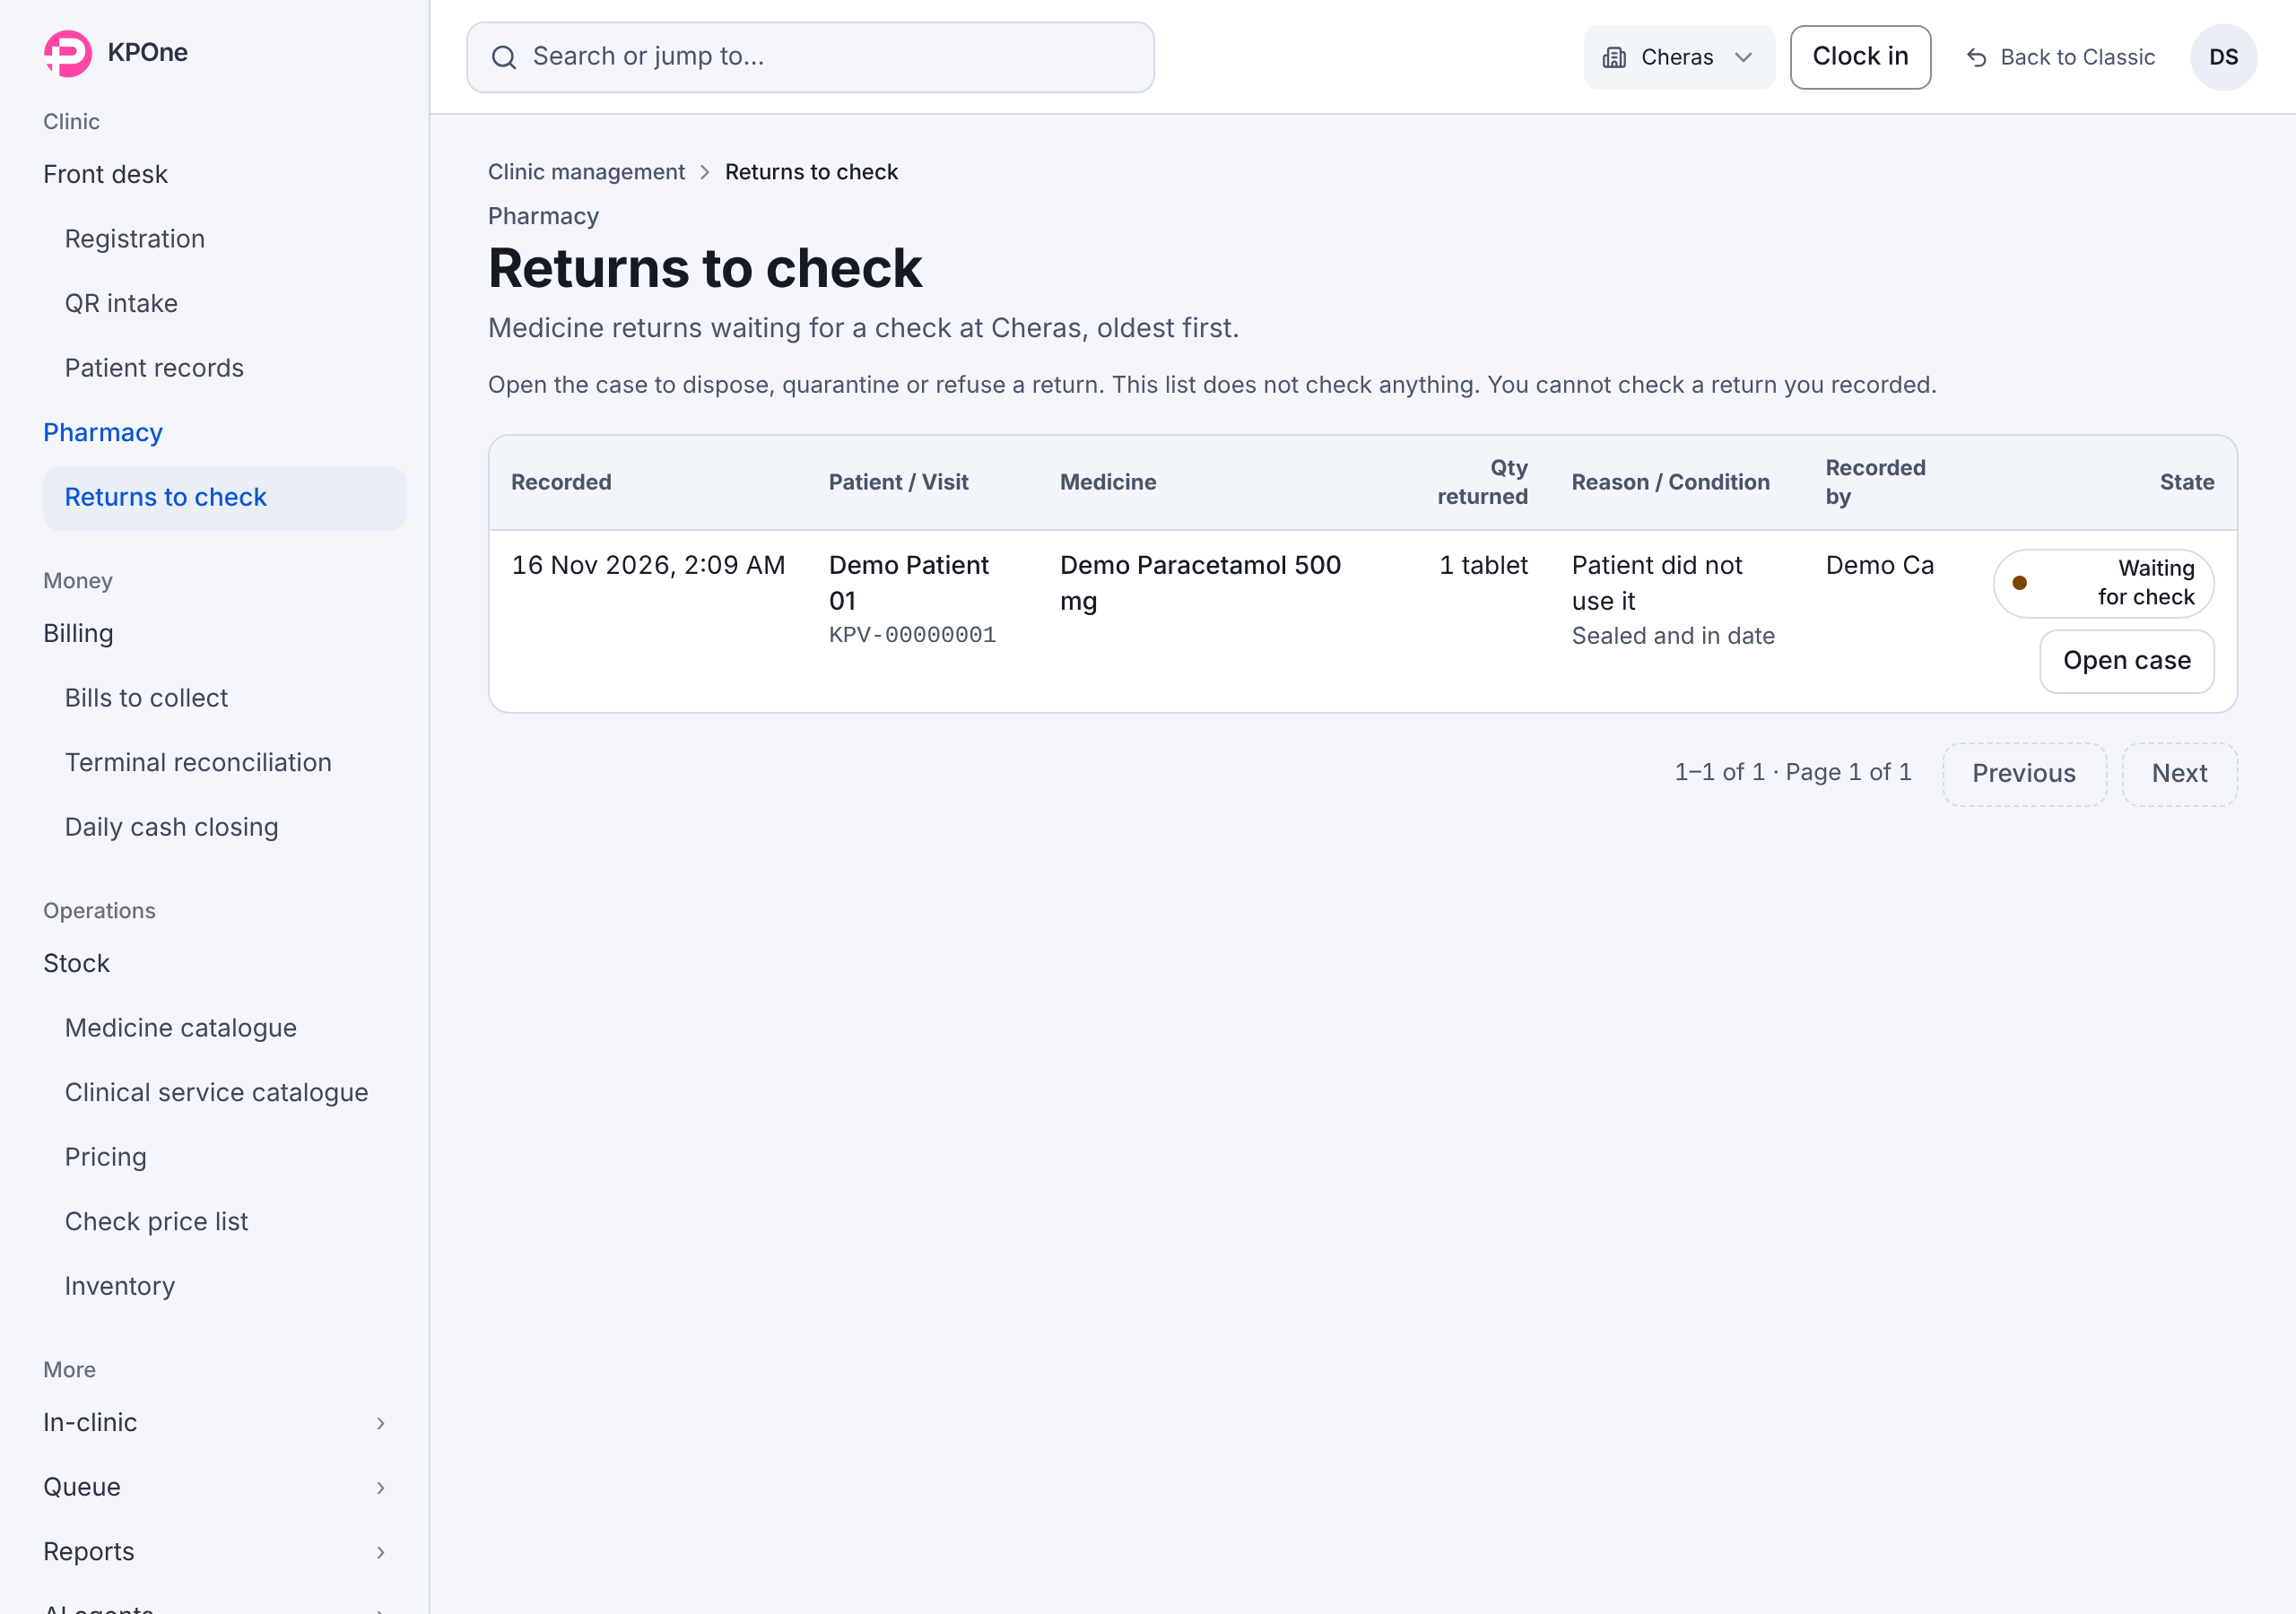 KPOne
Clinic
Front desk
Registration
QR intake
Patient records
Pharmacy
Returns to check
Money
Billing
Bills to collect
Terminal reconciliation
Daily cash closing
Operations
Stock
Medicine catalogue
Clinical service catalogue
Pricing
Check price list
Inventory
More
In-clinic
Queue
Reports
AI agents
Search or jump to...
Cheras
Clock in
Back to Classic
DS
Clinic management > Returns to check
Pharmacy
Returns to check
Medicine returns waiting for a check at Cheras, oldest first.
Open the case to dispose, quarantine or refuse a return. This list does not check anything. You cannot check a return you recorded.
Recorded
Patient / Visit
Medicine
Qty
returned
Reason / Condition
Recorded
by
State
16 Nov 2026, 2:09 AM
Demo Patient
01
KPV-00000001
Demo Paracetamol 500
mg
1 tablet
Patient did not
use it
Sealed and in date
Demo Ca
Waiting
for check
Open case
1–1 of 1 · Page 1 of 1
Previous
Next